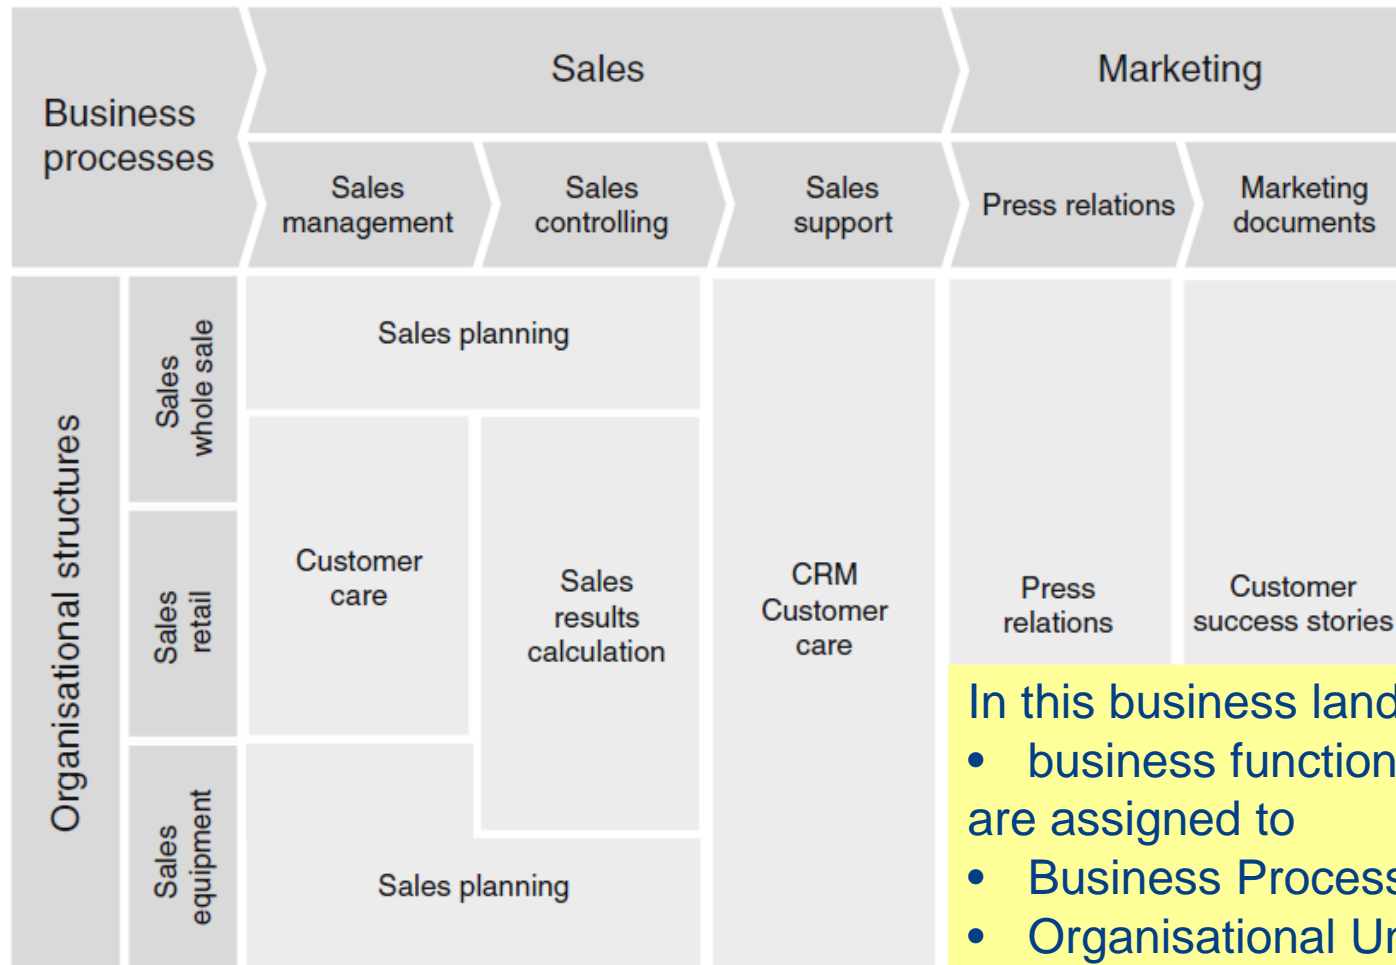 Business
processes
Sales
Marketing
Sales
management
Sales
controlling
Sales
support
Press relations
Marketing
documents
Organisational structures
Sales
whole sale
Sales
retail
Sales
equipment
Sales planning
Customer
care
Sales
results
calculation
CRM
Customer
care
Press
relations
Customer
success stories
Sales planning
In this business land
• business function
are assigned to
• Business Process
• Organisational Un